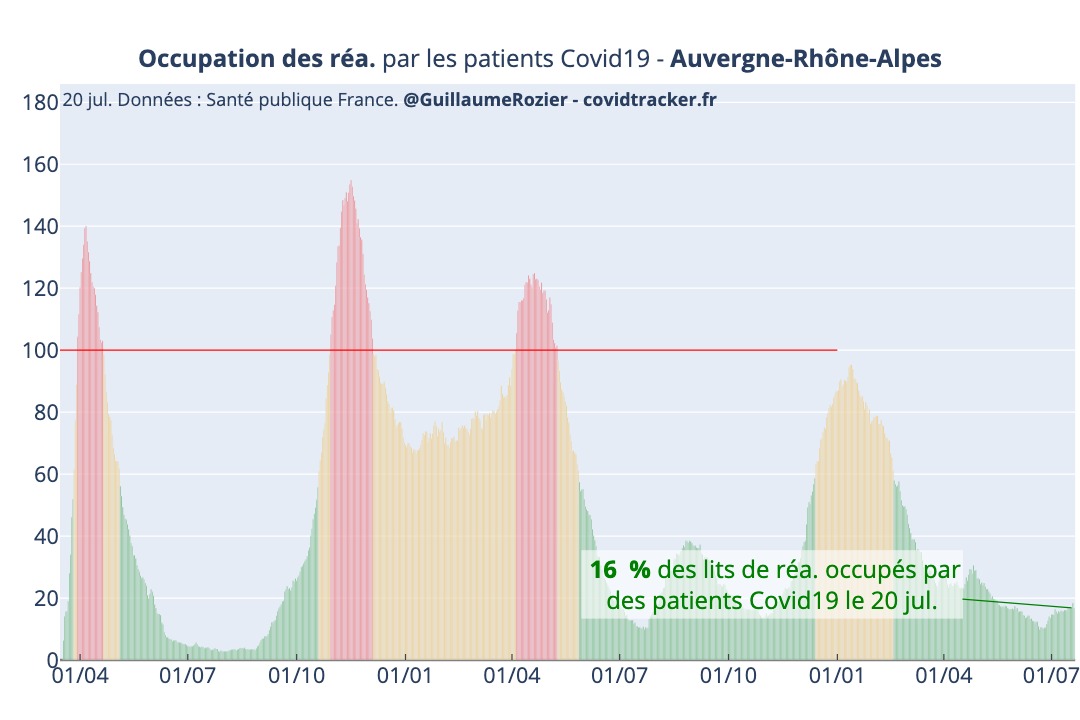 Occupation des réa. par les patients Covid19 - Auvergne-Rhône-Alpes
20 jul. Données : Santé publique France. @GuillaumeRozier - covidtracker.fr
180
160
140
120
100
80
60
40
20
0
16 % des lits de réa. occupés par
des patients Covid19 le 20 jul.
01/04 01/07 01/10 01/01 01/04 01/07 01/10 01/01 01/04 01/07